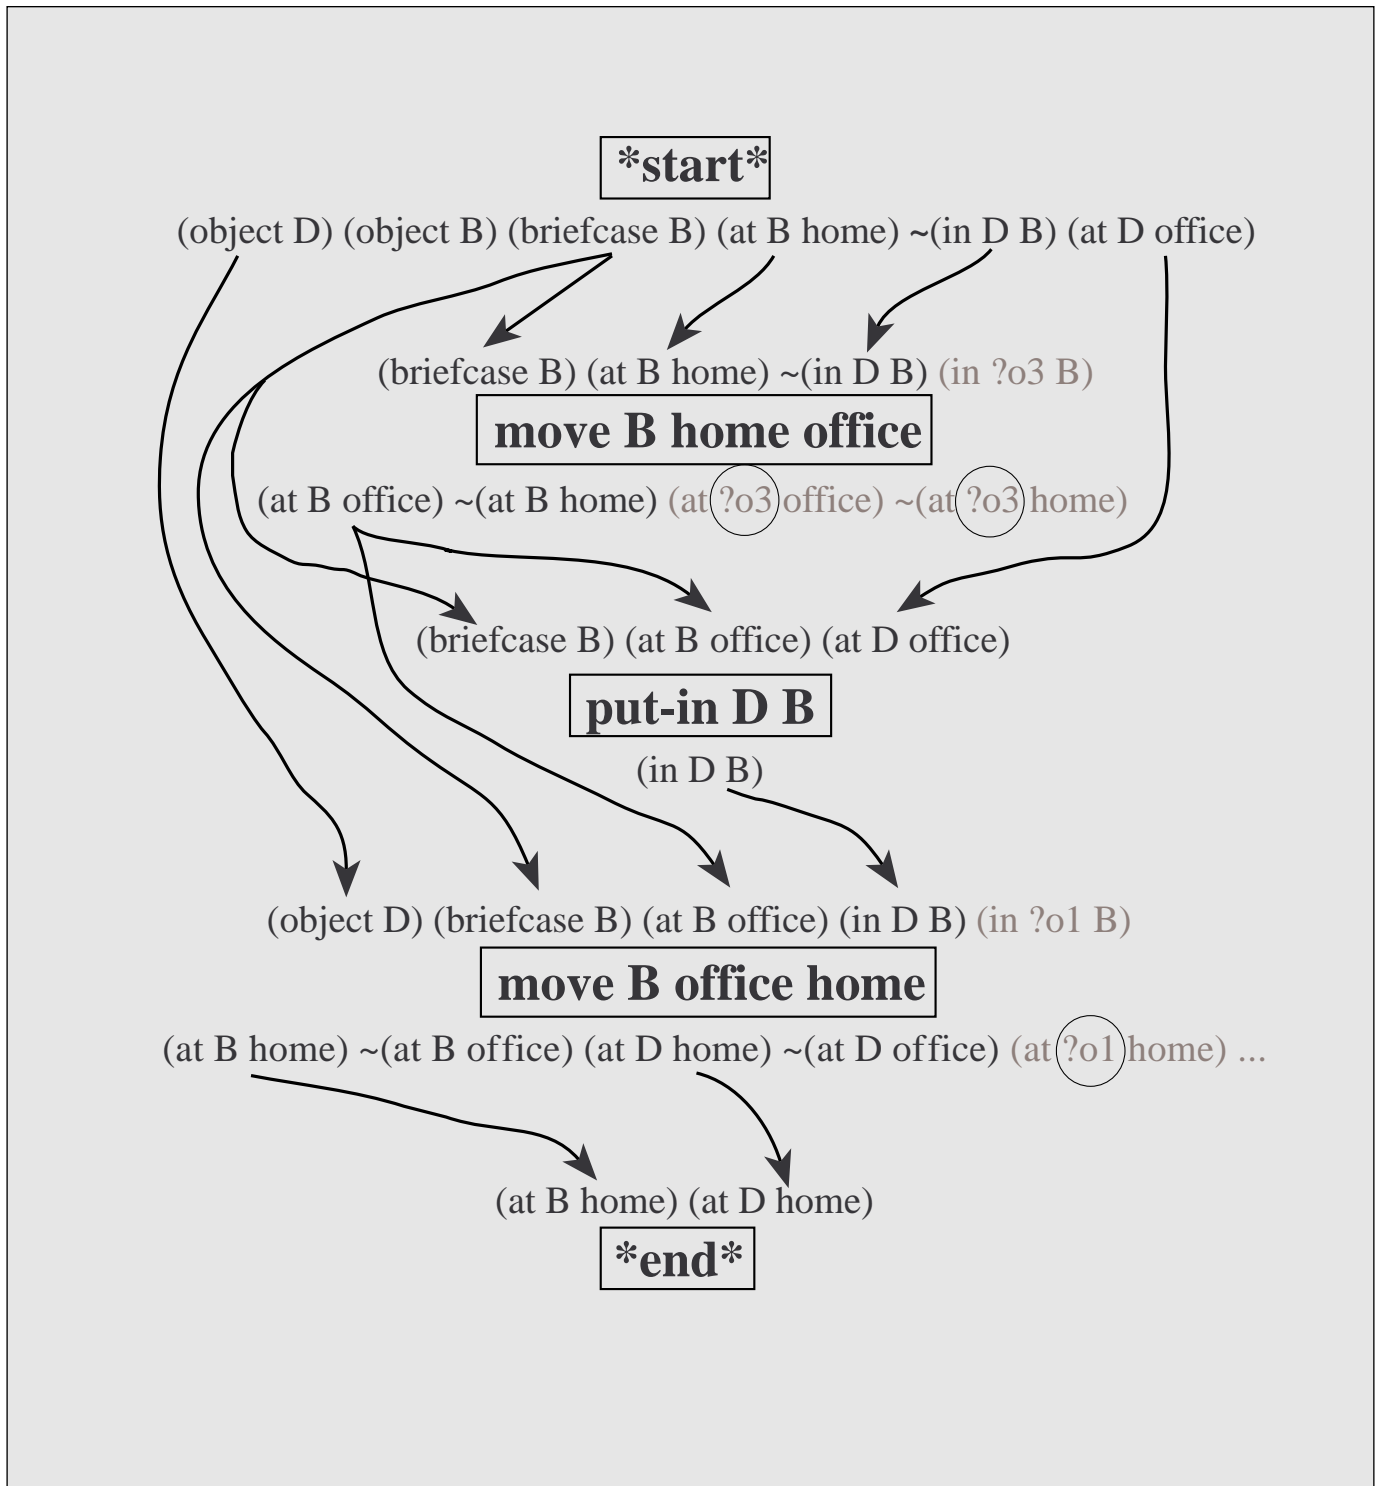 *start*
(object D) (object B) (briefcase B) (at B home) ~(in D B) (at D office)
(briefcase B) (at B home) ~(in D B) (in ?o3 B)
move B home office
(at B office) ~(at B home) (at ?o3 office) ~(at ?o3 home)
(briefcase B) (at B office) (at D office)
put-in D B
(in D B)
(object D) (briefcase B) (at B office) (in D B) (in ?o1 B)
move B office home
(at B home) ~(at B office) (at D home) ~(at D office) (at ?o1 home) ...
(at B home) (at D home)
*end*